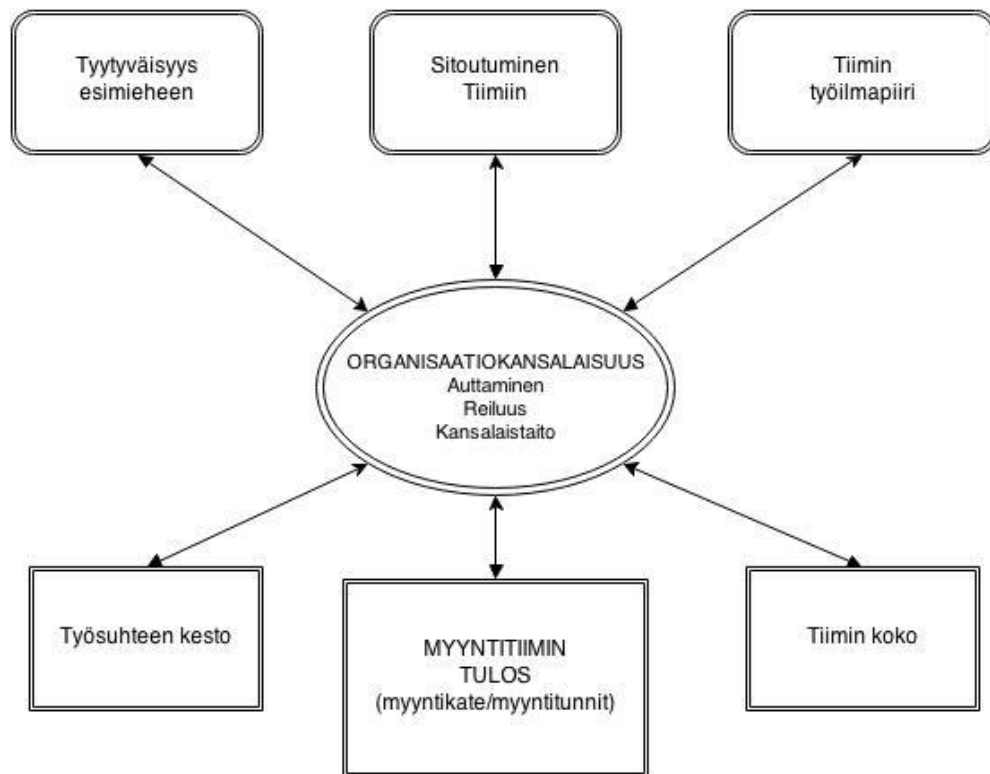 Tyytyväisyys
esimieheen
Sitoutuminen
Tiimiin
Tiimin
työilmapiiri
ORGANISAATIOKANSALAISUUS
Auttaminen
Reiluus
Kansalaistaito
Työsuhteen kesto
MYYNTITIIMIN
TULOS
(myyntikate/myyntitunnit)
Tiimin koko